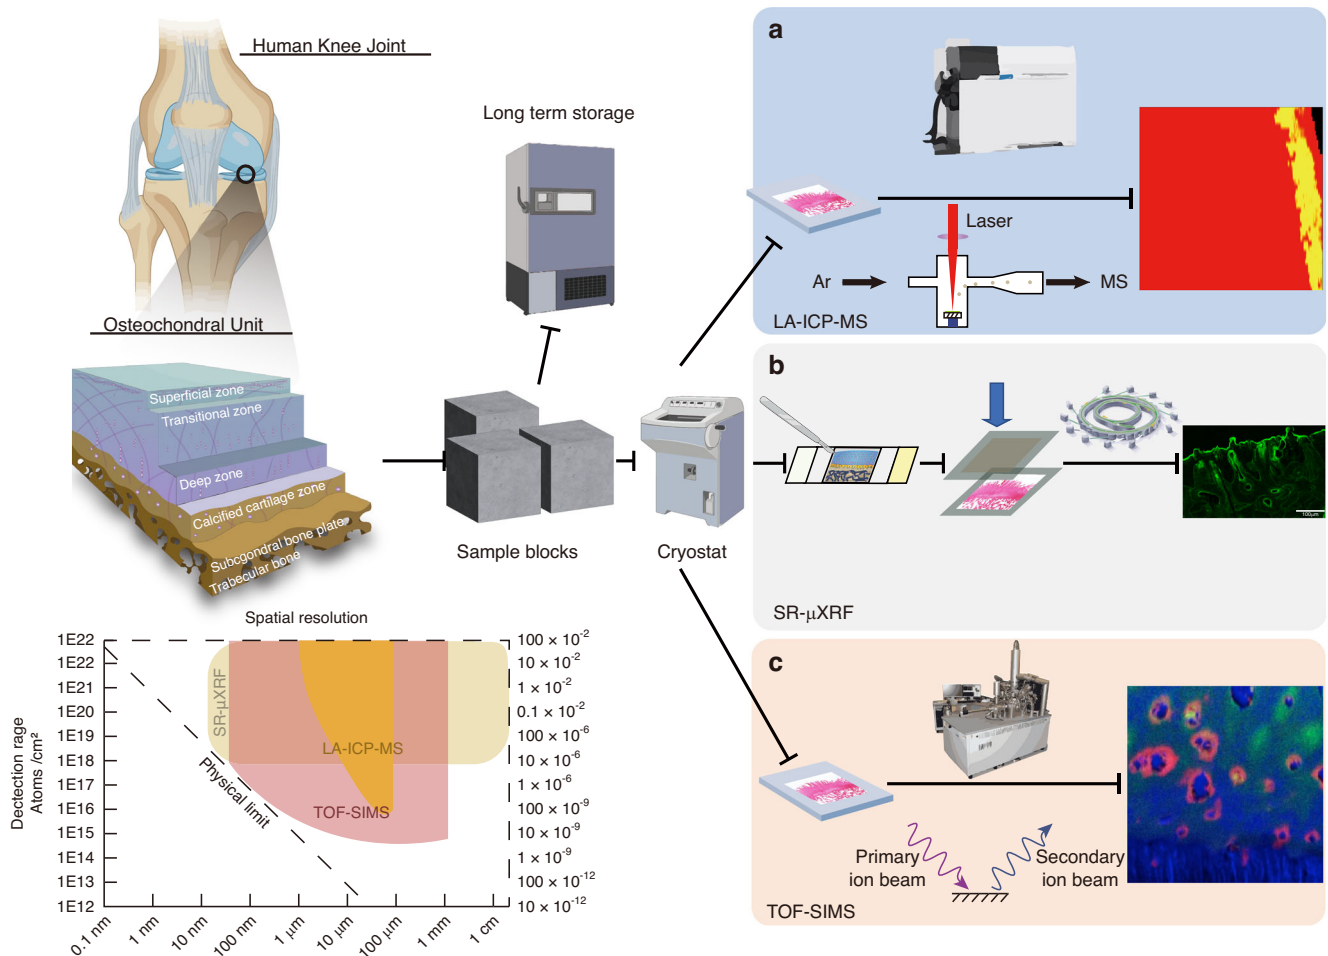 Human Knee Joint
Osteochondral Unit
Superficial zone
Transitional zone
Deep zone
Calcified cartilage zone
Subcgondral bone plate
Trabecular bone
Long term storage
Sample blocks
Cryostat
a
Laser
Ar
MS
LA-ICP-MS
b
100μm
SR-μXRF
c
Primary
ion beam
Secondary
ion beam
TOF-SIMS
Spatial resolution
Dectection rage
Atoms /cm²
1E22
1E22
1E21
1E20
1E19
1E18
1E17
1E16
1E15
1E14
1E13
1E12
100 × 10⁻²
10 × 10⁻²
1 × 10⁻²
0.1 × 10⁻²
100 × 10⁻⁶
10 × 10⁻⁶
1 × 10⁻⁶
100 × 10⁻⁹
10 × 10⁻⁹
1 × 10⁻⁹
100 × 10⁻¹²
10 × 10⁻¹²
SR-μXRF
LA-ICP-MS
TOF-SIMS
Physical limit
0.1 nm
1 nm
10 nm
100 nm
1 μm
10 μm
100 μm
1 mm
1 cm